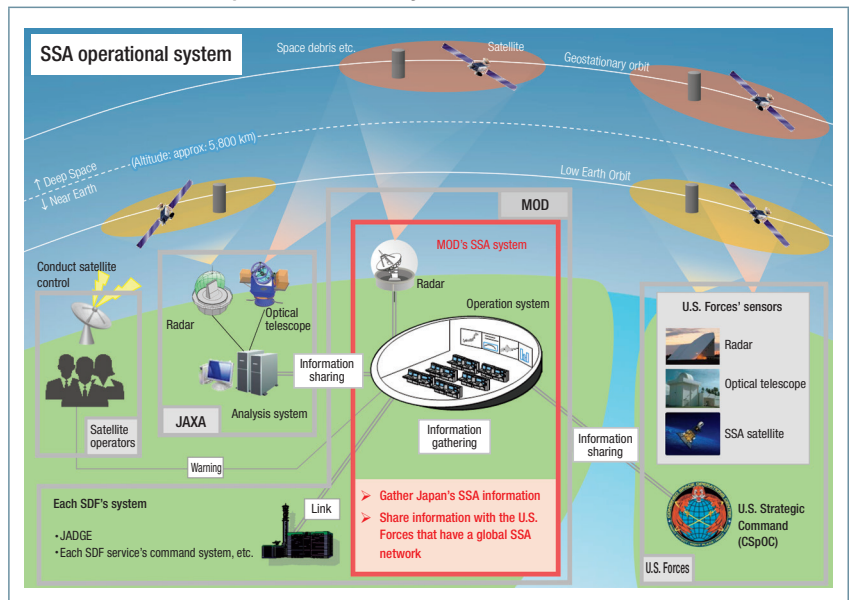 SSA operational system
Space debris etc.
Satellite
Geostationary orbit
(Altitude: approx. 5,800 km)
↑ Deep Space
↓ Near Earth
Low Earth Orbit
MOD
MOD's SSA system
Radar
Operation system
Conduct satellite
control
Satellite
operators
Radar
Optical
telescope
Analysis system
JAXA
Information
sharing
Information
gathering
Information
sharing
Warning
Link
Each SDF's system
・JADGE
・Each SDF service's command system, etc.
➢ Gather Japan's SSA information
➢ Share information with the U.S.
Forces that have a global SSA
network
U.S. Forces' sensors
Radar
Optical telescope
SSA satellite
U.S. Strategic
Command
(CSpOC)
U.S. Forces